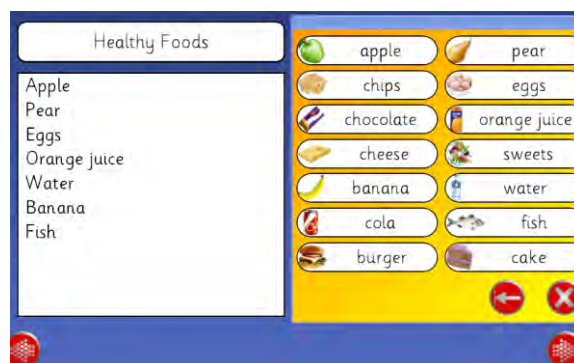 Healthy Foods
Apple
Pear
Eggs
Orange juice
Water
Banana
Fish
apple
pear
chips
eggs
chocolate
orange juice
cheese
sweets
banana
water
cola
fish
burger
cake